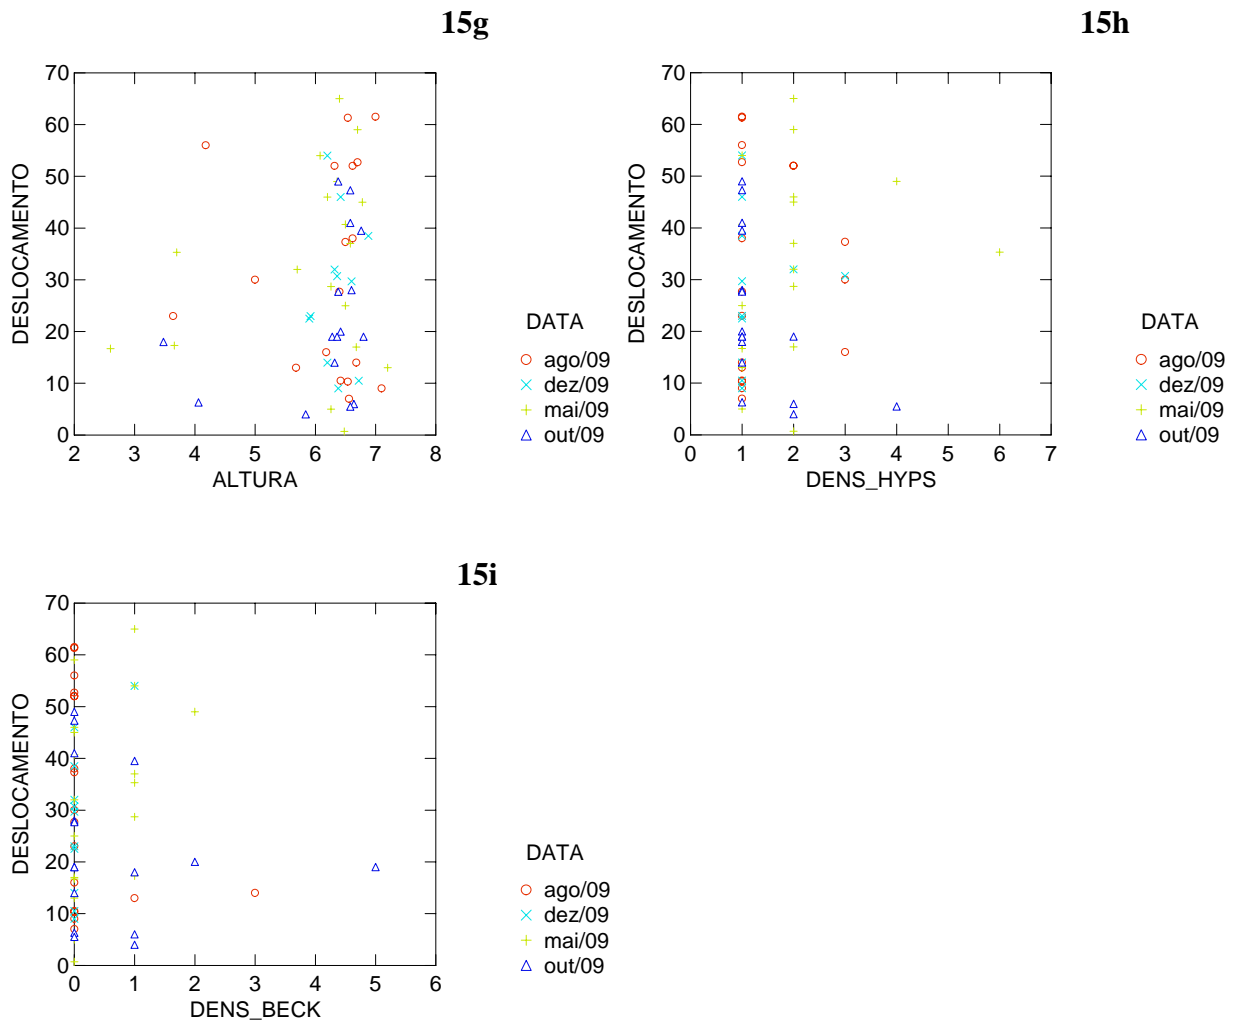 15g
15h
70
60
50
40
30
20
10
0
DESLOCAMENTO
2 3 4 5 6 7 8
ALTURA
DATA
ago/09
dez/09
mai/09
out/09
70
60
50
40
30
20
10
0
DESLOCAMENTO
0 1 2 3 4 5 6 7
DENS_HYPS
DATA
ago/09
dez/09
mai/09
out/09
15i
70
60
50
40
30
20
10
0
DESLOCAMENTO
0 1 2 3 4 5 6
DENS_BECK
DATA
ago/09
dez/09
mai/09
out/09